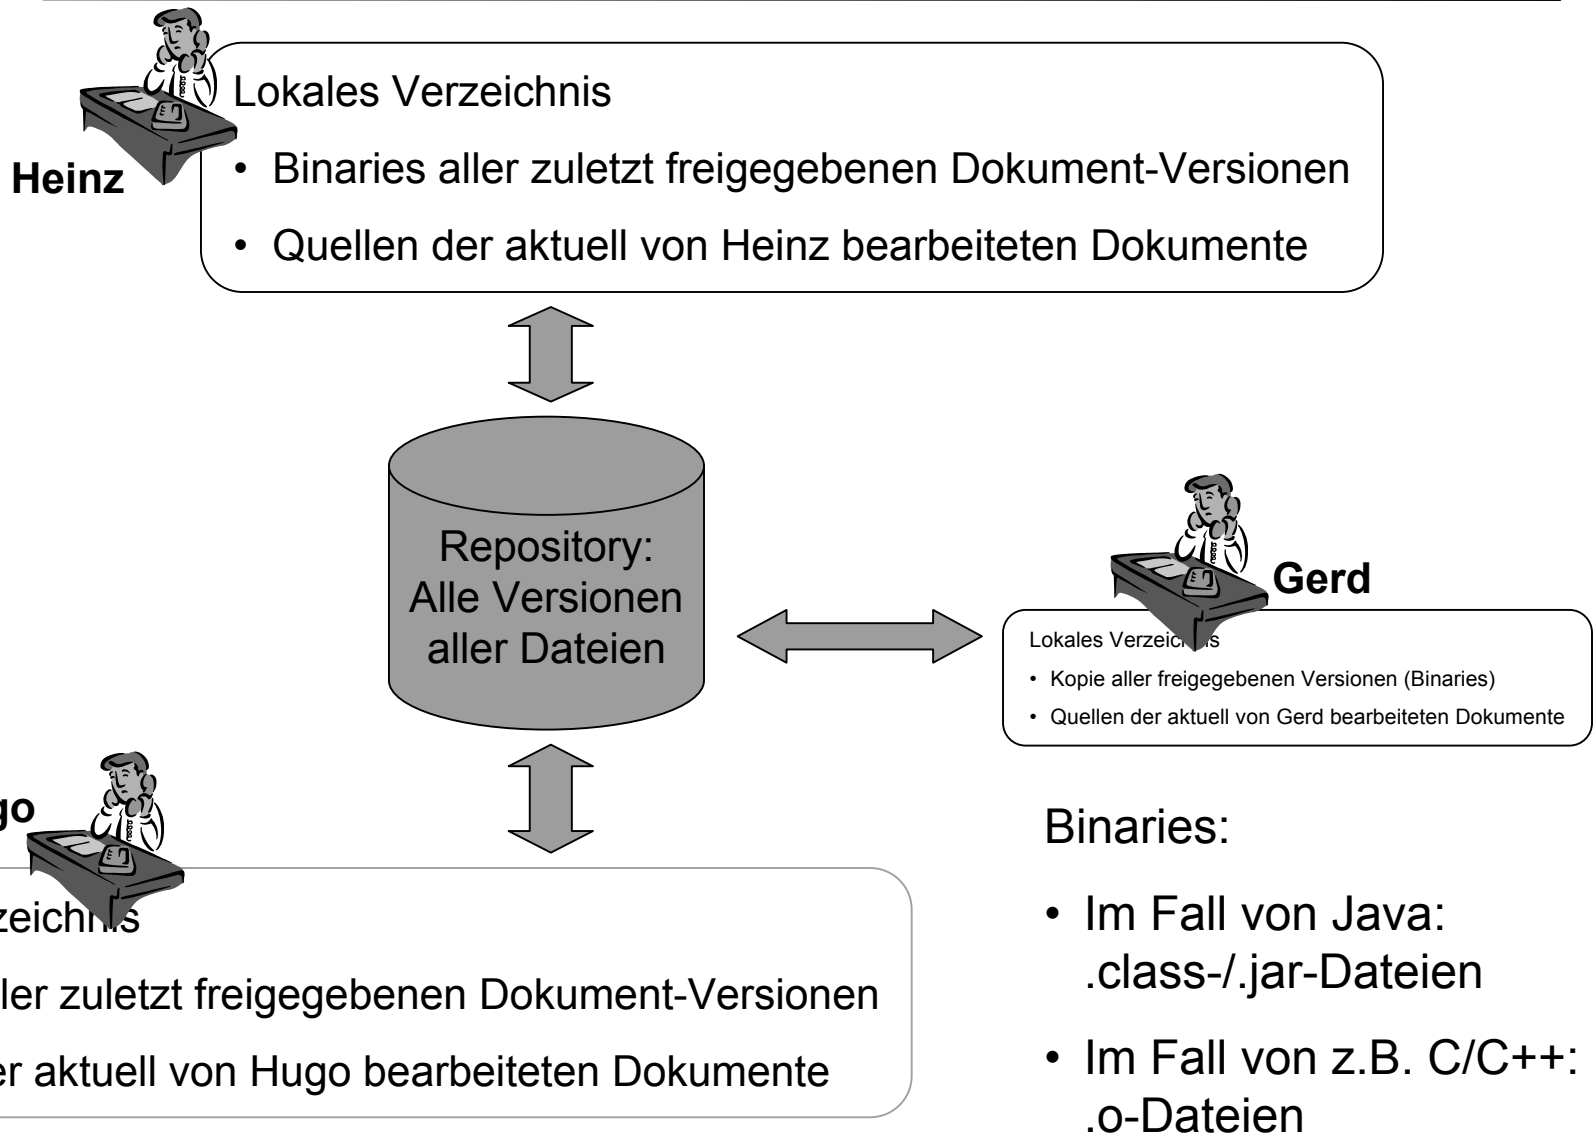 Heinz
Lokales Verzeichnis
• Binaries aller zuletzt freigegebenen Dokument-Versionen
• Quellen der aktuell von Heinz bearbeiteten Dokumente
Repository:
Alle Versionen
aller Dateien
Gerd
Lokales Verzeichnis
• Kopie aller freigegebenen Versionen (Binaries)
• Quellen der aktuell von Gerd bearbeiteten Dokumente
go
zeichnis
ller zuletzt freigegebenen Dokument-Versionen
er aktuell von Hugo bearbeiteten Dokumente
Binaries:
• Im Fall von Java:
.class-/.jar-Dateien
• Im Fall von z.B. C/C++:
.o-Dateien